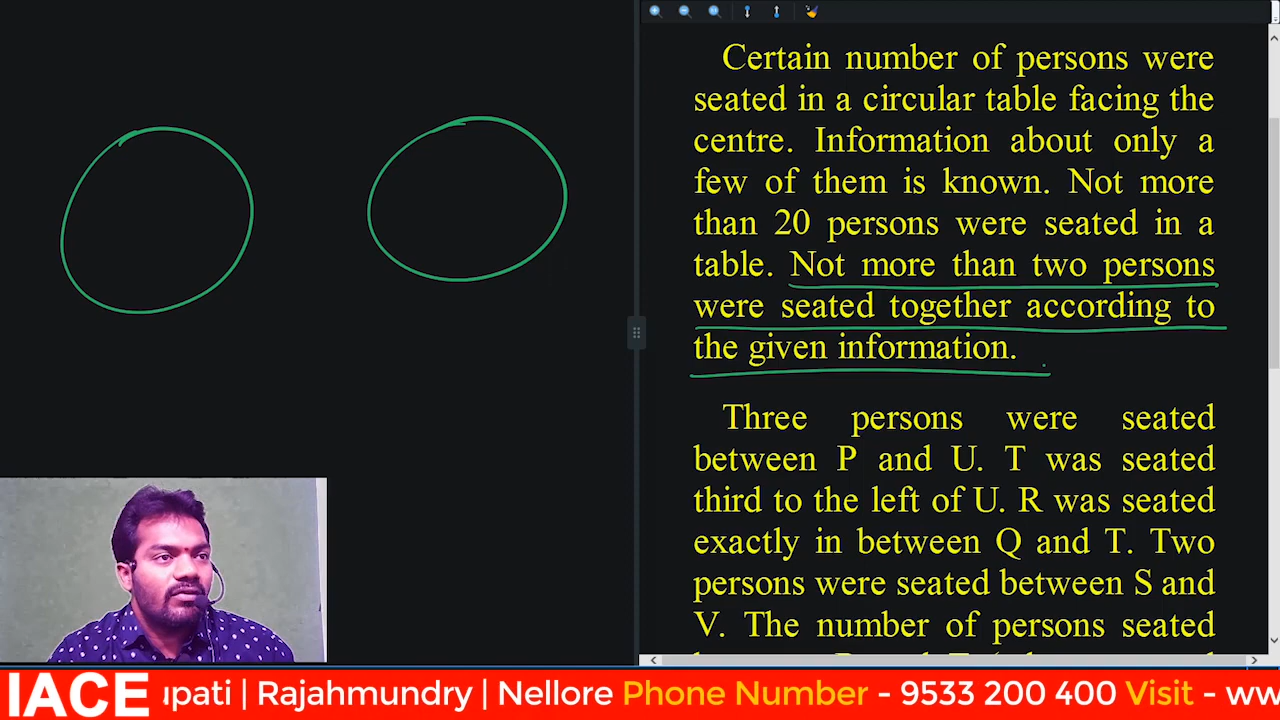 Certain number of persons were
seated in a circular table facing the
centre. Information about only a
few of them is known. Not more
than 20 persons were seated in a
table. Not more than two persons
were seated together according to
the given information.
Three persons were seated
between P and U. T was seated
third to the left of U. R was seated
exactly in between Q and T. Two
persons were seated between S and
V. The number of persons seated
IACE upati | Rajahmundry | Nellore Phone Number - 9533 200 400 Visit - ww